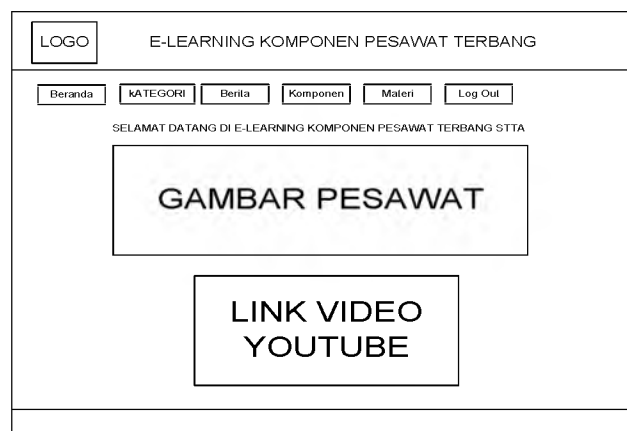 LOGO E-LEARNING KOMPONEN PESAWAT TERBANG
Beranda kATEGORI Berita Komponen Materi Log Out
SELAMAT DATANG DI E-LEARNING KOMPONEN PESAWAT TERBANG STTA
GAMBAR PESAWAT
LINK VIDEO
YOUTUBE